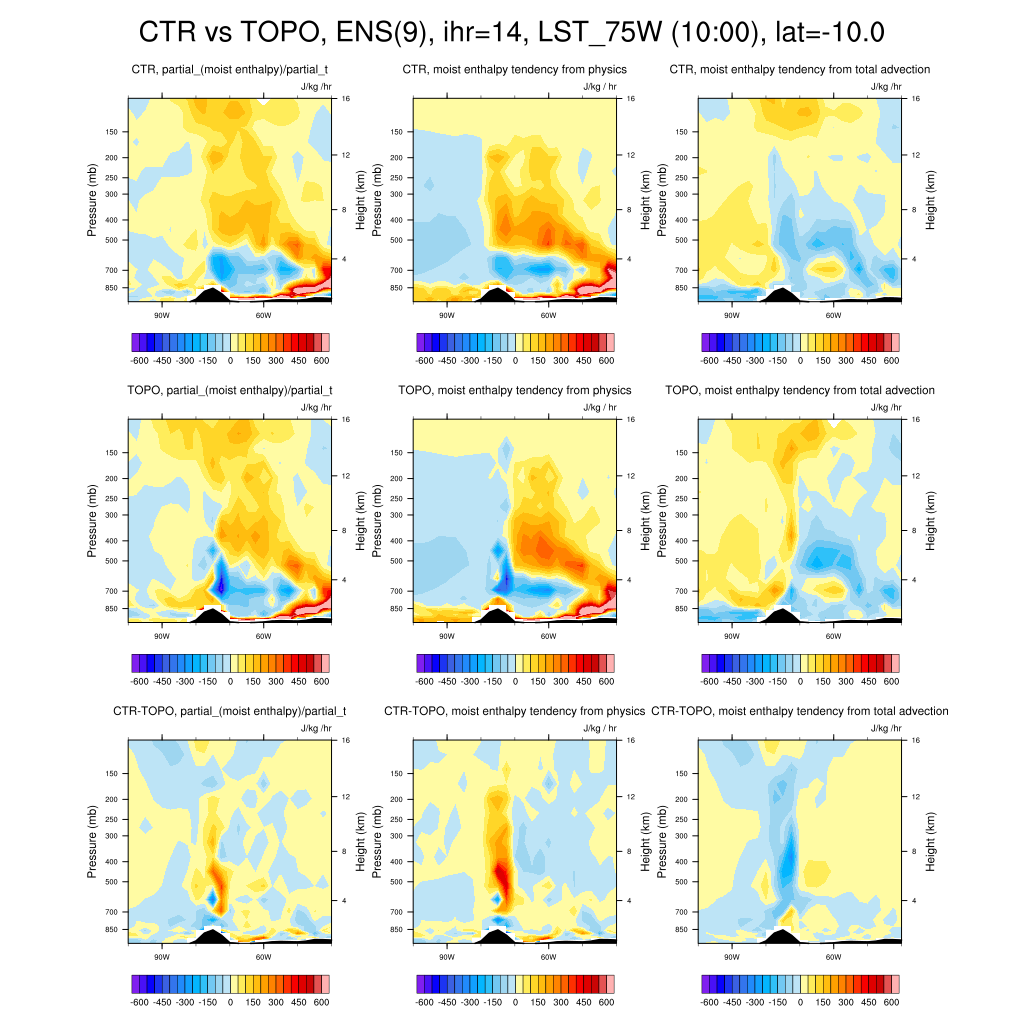 CTR vs TOPO, ENS(9), ihr=14, LST_75W (10:00), lat=-10.0
CTR, partial_(moist enthalpy)/partial_t
J/kg /hr
Pressure (mb)
150
200
250
300
400
500
700
850
16
12
8
4
Height (km)
90W 60W
-600 -450 -300 -150 0 150 300 450 600
CTR, moist enthalpy tendency from physics
J/kg / hr
Pressure (mb)
150
200
250
300
400
500
700
850
16
12
8
4
Height (km)
90W 60W
-600 -450 -300 -150 0 150 300 450 600
CTR, moist enthalpy tendency from total advection
J/kg / hr
Pressure (mb)
150
200
250
300
400
500
700
850
16
12
8
4
Height (km)
90W 60W
-600 -450 -300 -150 0 150 300 450 600
TOPO, partial_(moist enthalpy)/partial_t
J/kg /hr
Pressure (mb)
150
200
250
300
400
500
700
850
16
12
8
4
Height (km)
90W 60W
-600 -450 -300 -150 0 150 300 450 600
TOPO, moist enthalpy tendency from physics
J/kg / hr
Pressure (mb)
150
200
250
300
400
500
700
850
16
12
8
4
Height (km)
90W 60W
-600 -450 -300 -150 0 150 300 450 600
TOPO, moist enthalpy tendency from total advection
J/kg / hr
Pressure (mb)
150
200
250
300
400
500
700
850
16
12
8
4
Height (km)
90W 60W
-600 -450 -300 -150 0 150 300 450 600
CTR-TOPO, partial_(moist enthalpy)/partial_t
J/kg /hr
Pressure (mb)
150
200
250
300
400
500
700
850
16
12
8
4
Height (km)
90W 60W
-600 -450 -300 -150 0 150 300 450 600
CTR-TOPO, moist enthalpy tendency from physics
J/kg / hr
Pressure (mb)
150
200
250
300
400
500
700
850
16
12
8
4
Height (km)
90W 60W
-600 -450 -300 -150 0 150 300 450 600
CTR-TOPO, moist enthalpy tendency from total advection
J/kg / hr
Pressure (mb)
150
200
250
300
400
500
700
850
16
12
8
4
Height (km)
90W 60W
-600 -450 -300 -150 0 150 300 450 600